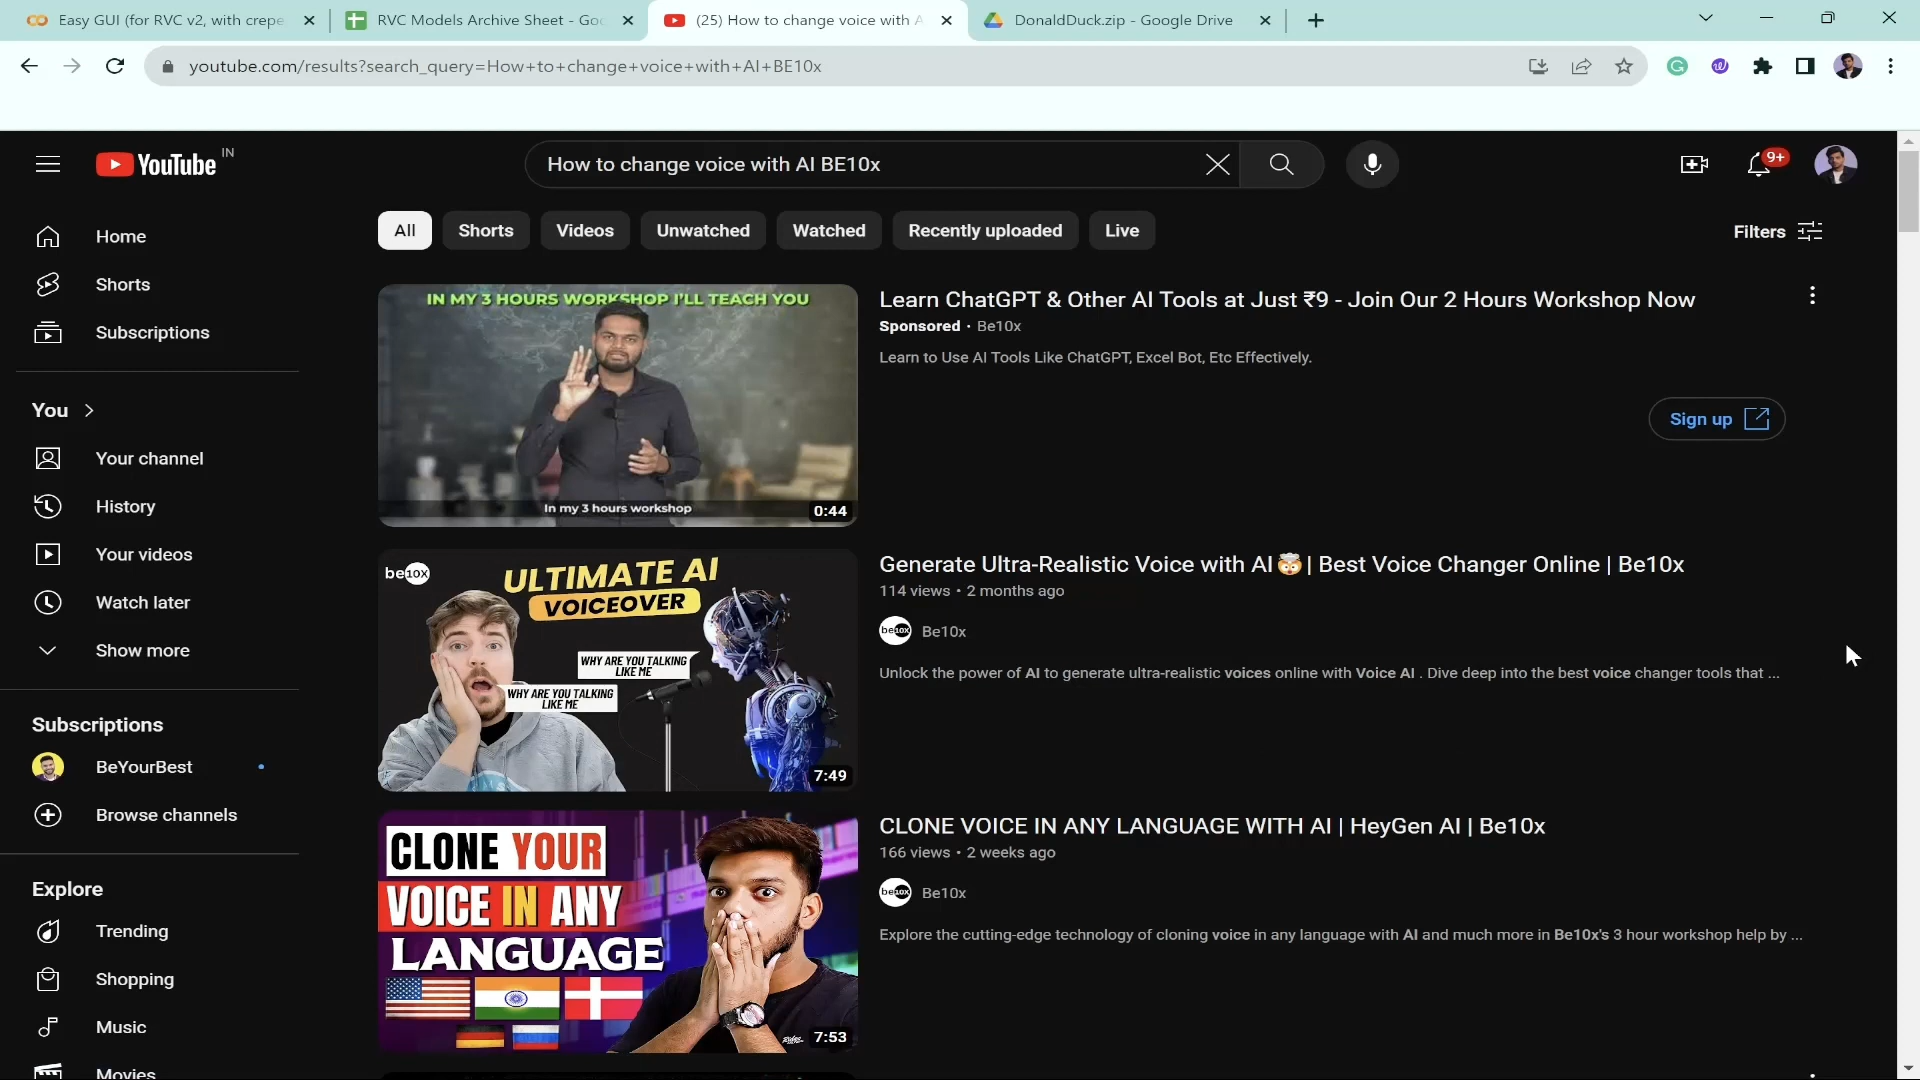 Easy GUI (for RVC v2, with crepe
RVC Models Archive Sheet - Goo
(25) How to change voice with A
DonaldDuck.zip - Google Drive
youtube.com/results?search_query=How+to+change+voice+with+AI+BE10x
YouTube IN
How to change voice with AI BE10x
9+
All
Shorts
Videos
Unwatched
Watched
Recently uploaded
Live
Filters
Home
Shorts
Subscriptions
You
Your channel
History
Your videos
Watch later
Show more
Subscriptions
BeYourBest
Browse channels
Explore
Trending
Shopping
Music
Movies
IN MY 3 HOURS WORKSHOP I'LL TEACH YOU
In my 3 hours workshop
0:44
Learn ChatGPT & Other AI Tools at Just ₹9 - Join Our 2 Hours Workshop Now
Sponsored • Be10x
Learn to Use AI Tools Like ChatGPT, Excel Bot, Etc Effectively.
Sign up
be10x
ULTIMATE AI
VOICEOVER
WHY ARE YOU TALKING
LIKE ME
WHY ARE YOU TALKING
LIKE ME
7:49
Generate Ultra-Realistic Voice with AI🤯| Best Voice Changer Online | Be10x
114 views • 2 months ago
be10x
Be10x
Unlock the power of AI to generate ultra-realistic voices online with Voice AI . Dive deep into the best voice changer tools that ...
CLONE YOUR
VOICE IN ANY
LANGUAGE
7:53
CLONE VOICE IN ANY LANGUAGE WITH AI | HeyGen AI | Be10x
166 views • 2 weeks ago
be10x
Be10x
Explore the cutting-edge technology of cloning voice in any language with AI and much more in Be10x's 3 hour workshop help by ...